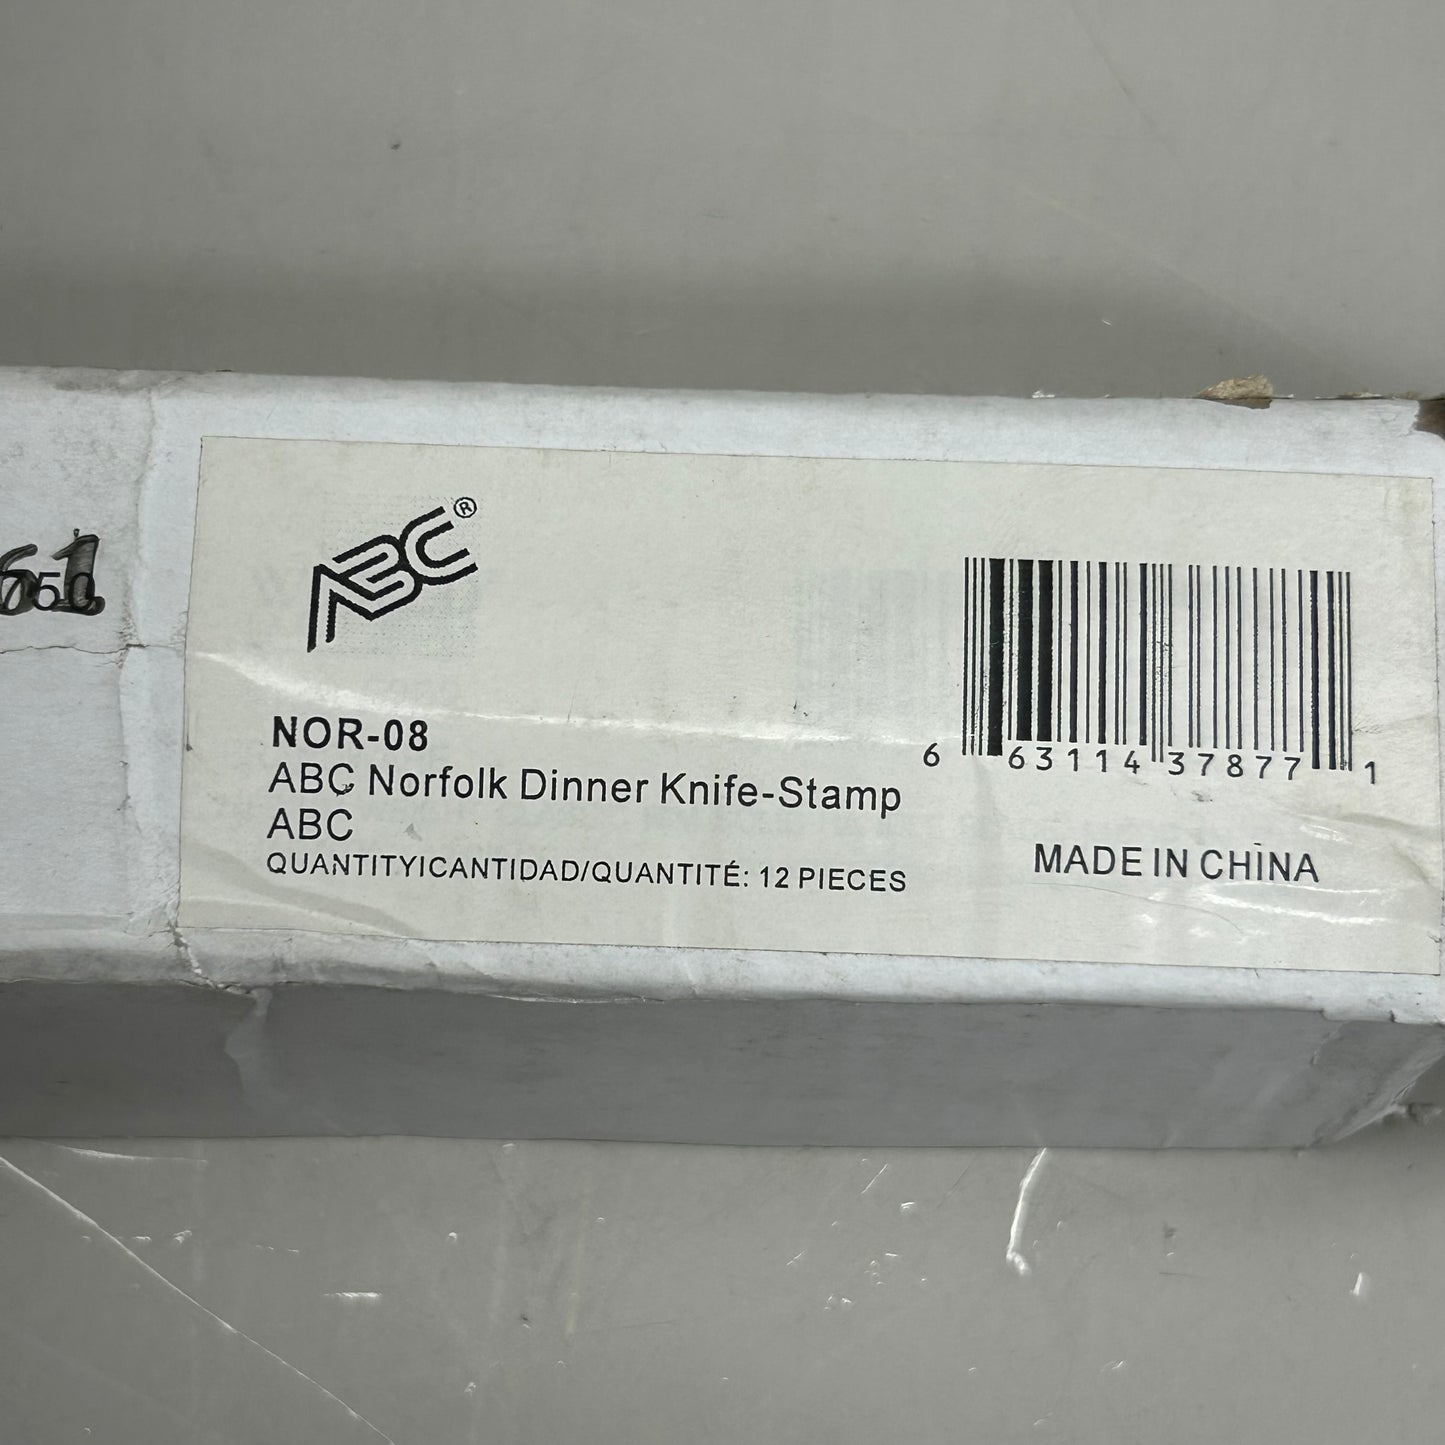 ABC®
NOR-08
ABC Norfolk Dinner Knife-Stamp
ABC
QUANTITYICANTIDAD/QUANTITÉ: 12 PIECES
6 63114 37877 1
MADE IN CHINA